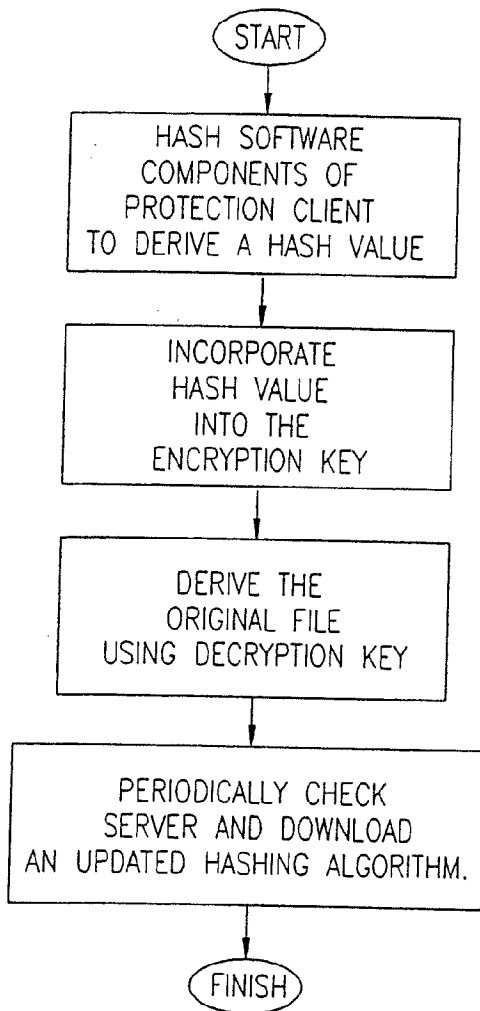 START
HASH SOFTWARE
COMPONENTS OF
PROTECTION CLIENT
TO DERIVE A HASH VALUE
INCORPORATE
HASH VALUE
INTO THE
ENCRYPTION KEY
DERIVE THE
ORIGINAL FILE
USING DECRYPTION KEY
PERIODICALLY CHECK
SERVER AND DOWNLOAD
AN UPDATED HASHING ALGORITHM.
FINISH